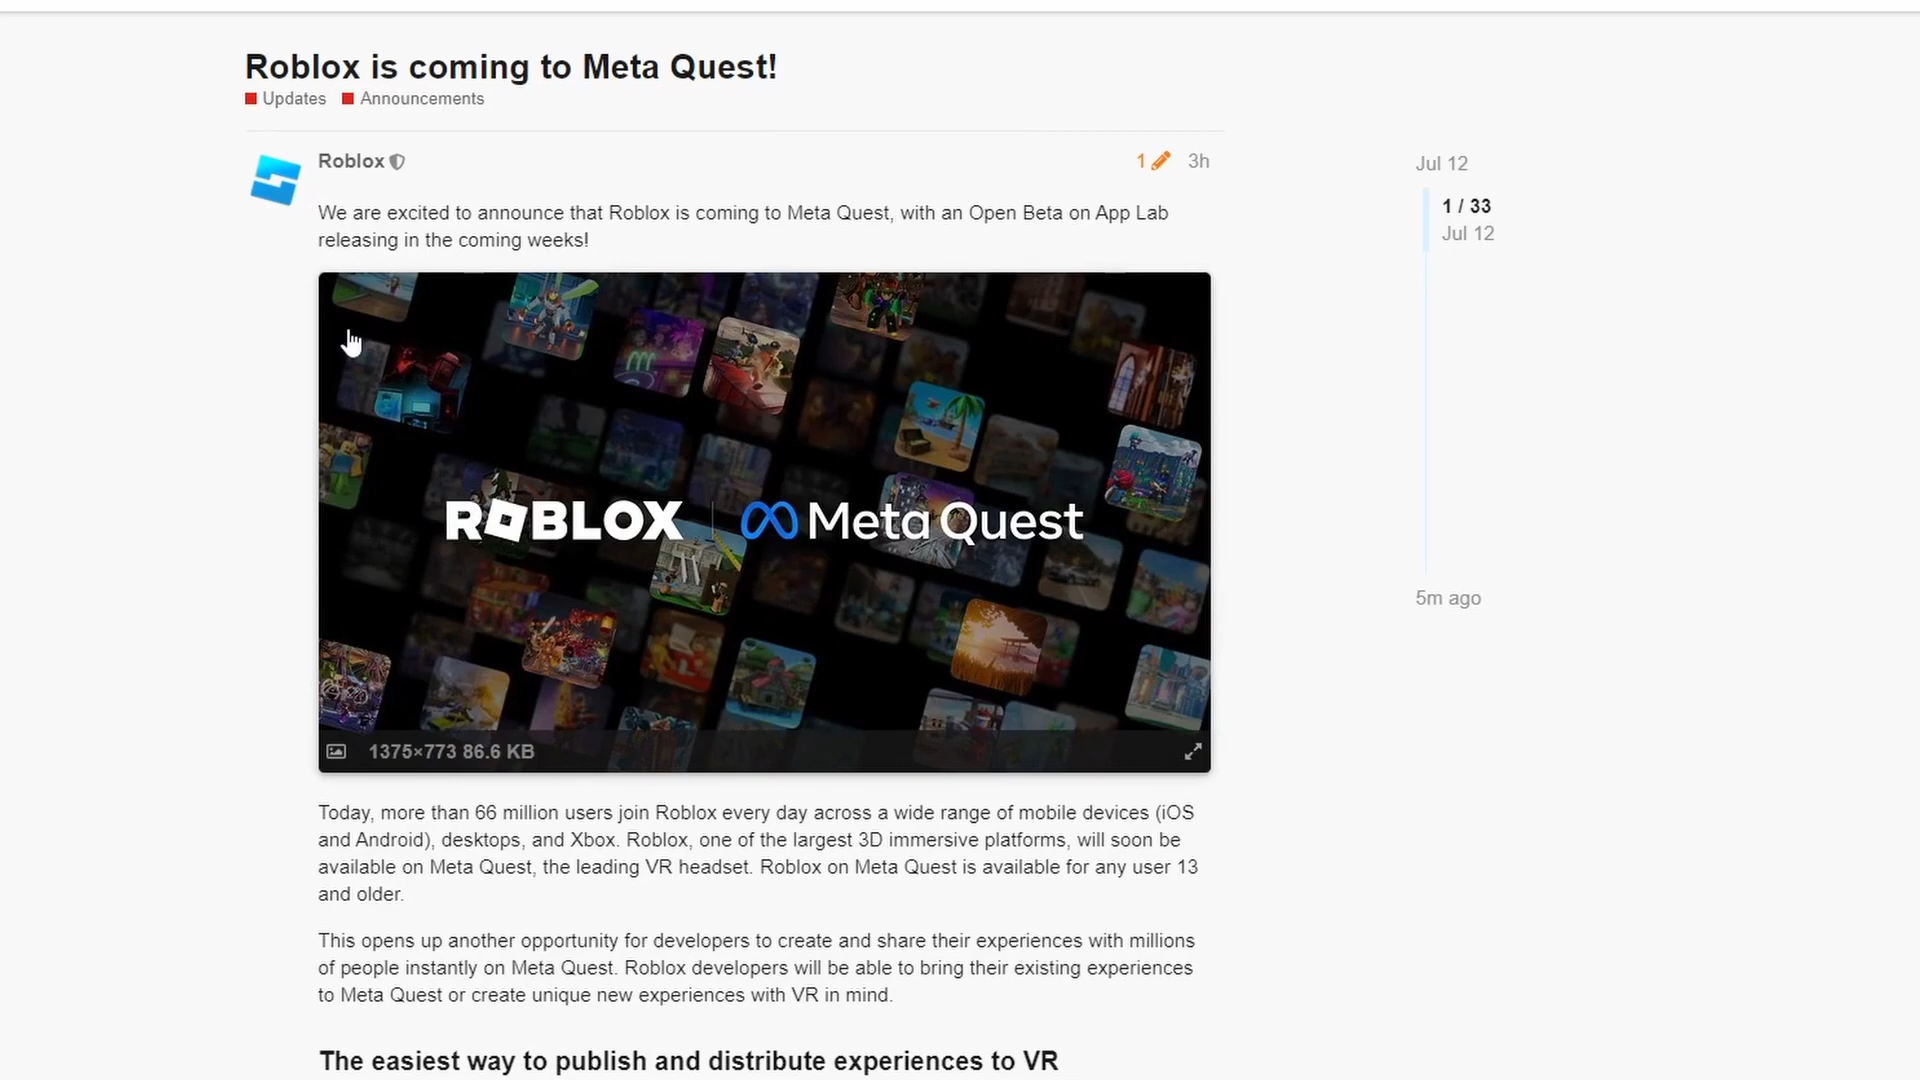 Roblox is coming to Meta Quest!
Updates Announcements
Roblox
1 3h
We are excited to announce that Roblox is coming to Meta Quest, with an Open Beta on App Lab
releasing in the coming weeks!
ROBLOX Meta Quest
1375×773 86.6 KB
Today, more than 66 million users join Roblox every day across a wide range of mobile devices (iOS
and Android), desktops, and Xbox. Roblox, one of the largest 3D immersive platforms, will soon be
available on Meta Quest, the leading VR headset. Roblox on Meta Quest is available for any user 13
and older.
This opens up another opportunity for developers to create and share their experiences with millions
of people instantly on Meta Quest. Roblox developers will be able to bring their existing experiences
to Meta Quest or create unique new experiences with VR in mind.
The easiest way to publish and distribute experiences to VR
Jul 12
1 / 33
Jul 12
5m ago